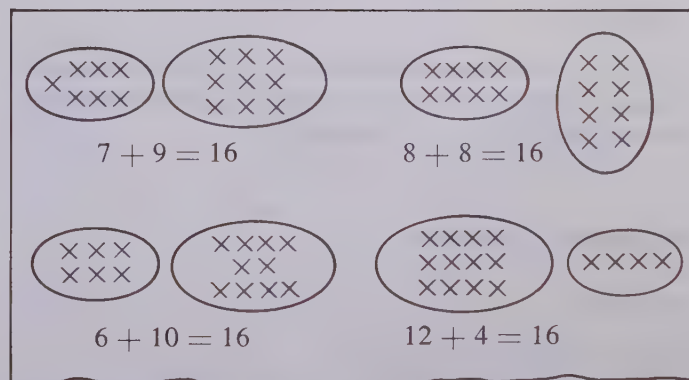 7 + 9 = 16
8 + 8 = 16
6 + 10 = 16
12 + 4 = 16